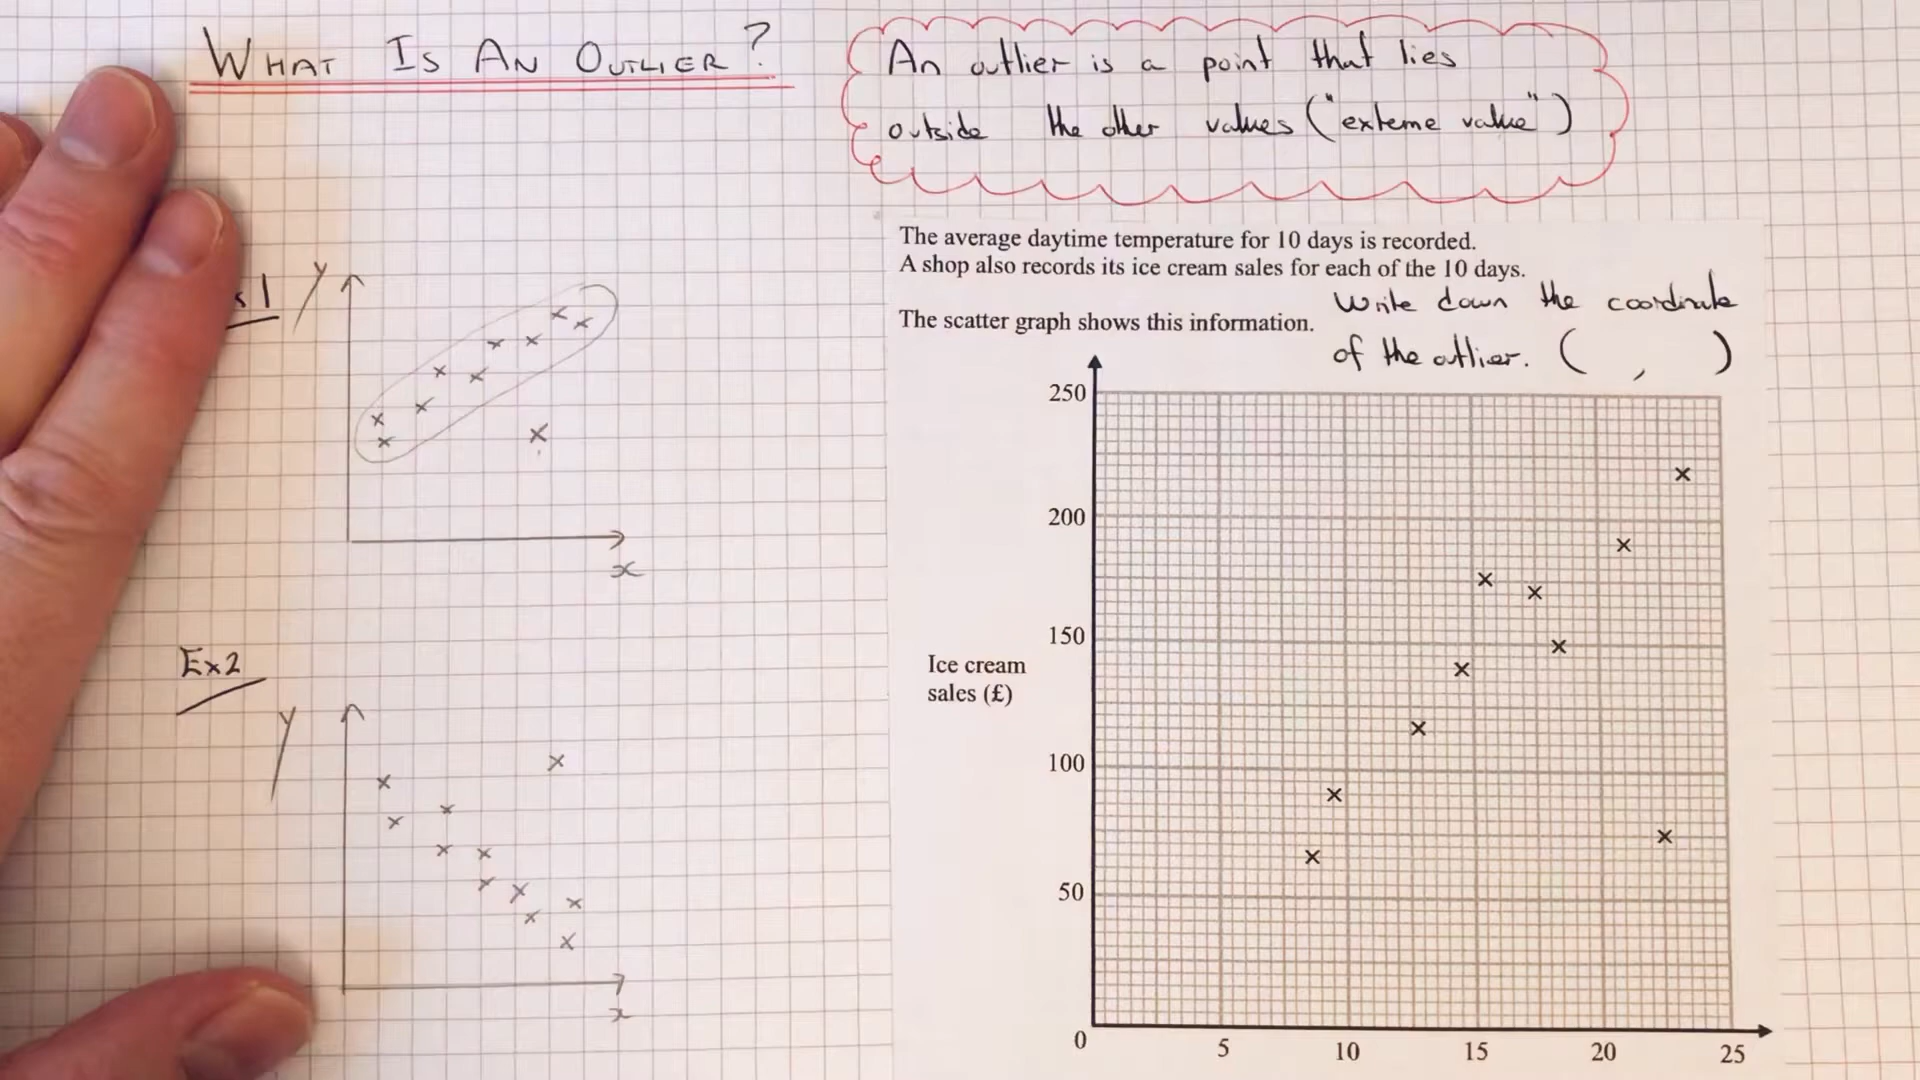 WHAT IS AN OUTLIER?
An outlier is a point that lies
outside the other values ("exteme value")
x 1
y
x
Ex2
y
x
The average daytime temperature for 10 days is recorded.
A shop also records its ice cream sales for each of the 10 days.
The scatter graph shows this information.
Write down the coordinate
of the outlier. ( , )
250
200
150
Ice cream
sales (£)
100
50
0
5 10 15 20 25